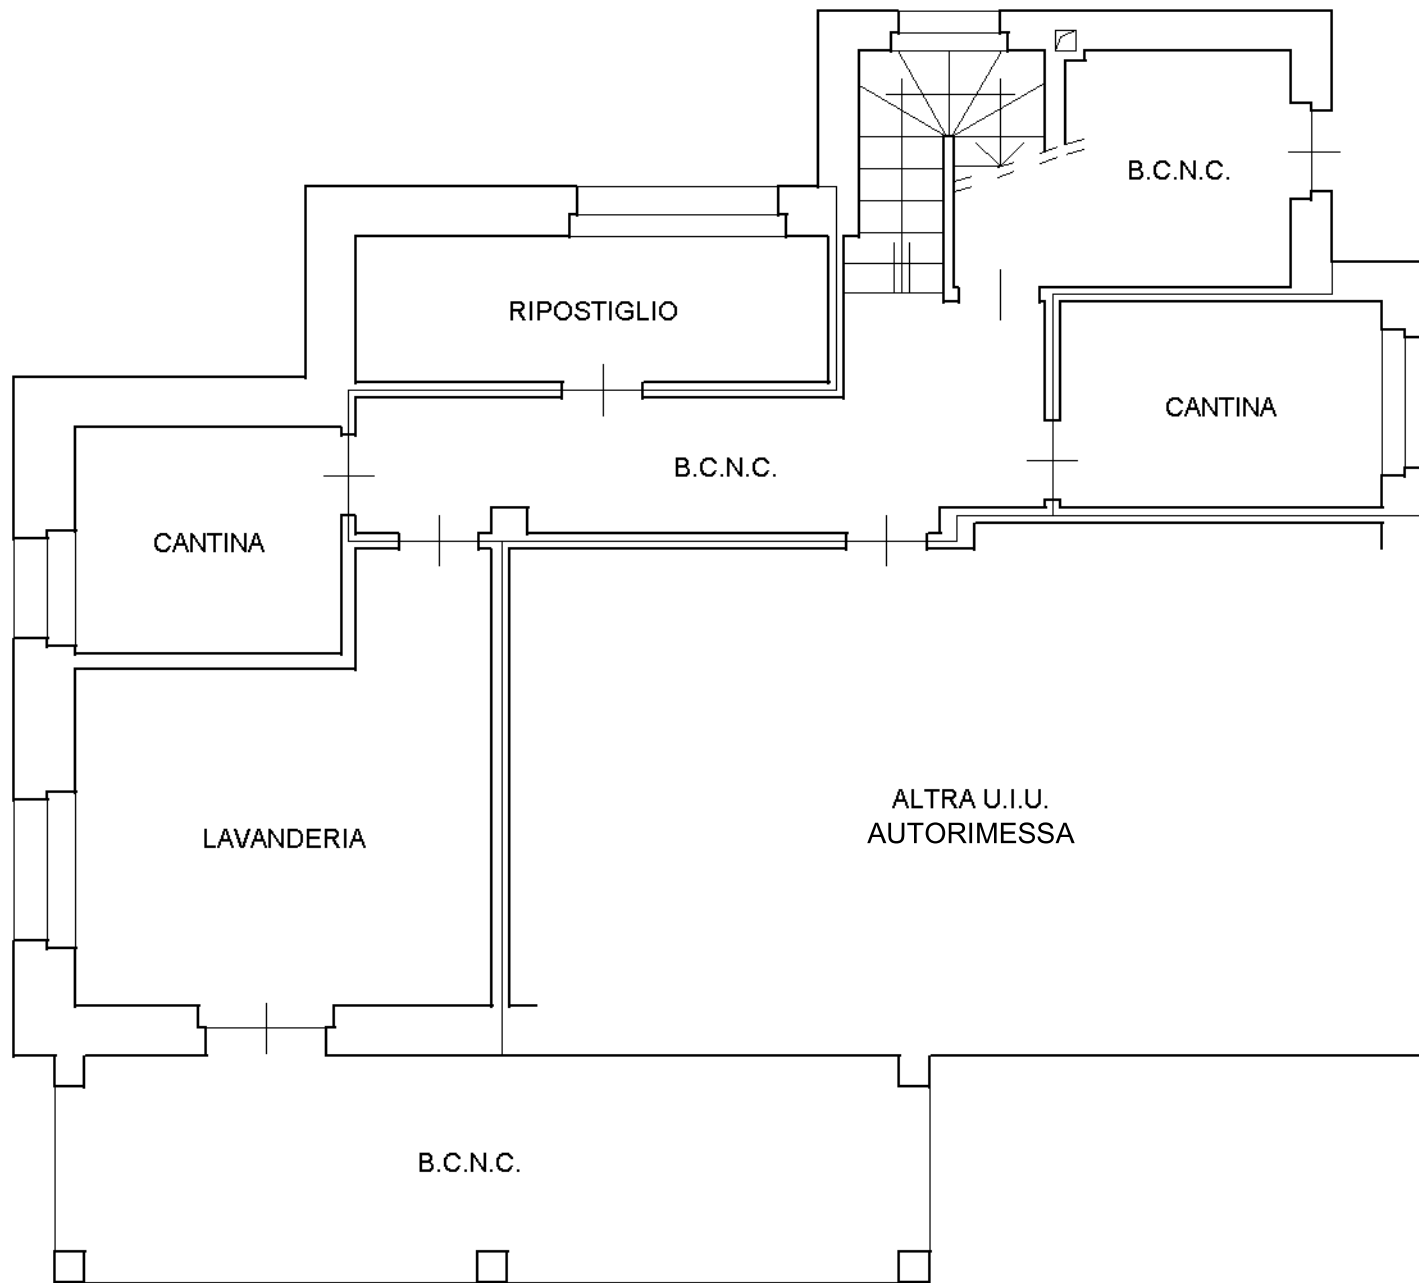 B.C.N.C.
RIPOSTIGLIO
CANTINA
B.C.N.C.
CANTINA
ALTRA U.I.U.
AUTORIMESSA
LAVANDERIA
B.C.N.C.